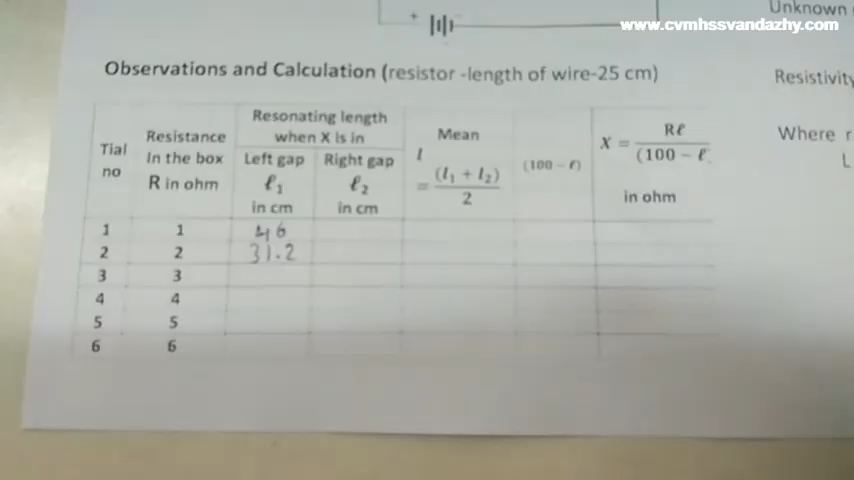 Unknown
www.cvmhssvandazhy.com
Observations and Calculation (resistor -length of wire-25 cm)
Resistivity
Where r
L
Tial no
Resistance In the box R in ohm
Resonating length when X is in
Left gap ℓ₁ in cm
Right gap ℓ₂ in cm
Mean l = (l₁ + l₂)/2
(100 - ℓ)
X = Rℓ/(100 - ℓ) in ohm
1 1 46
2 2 31.2
3 3
4 4
5 5
6 6